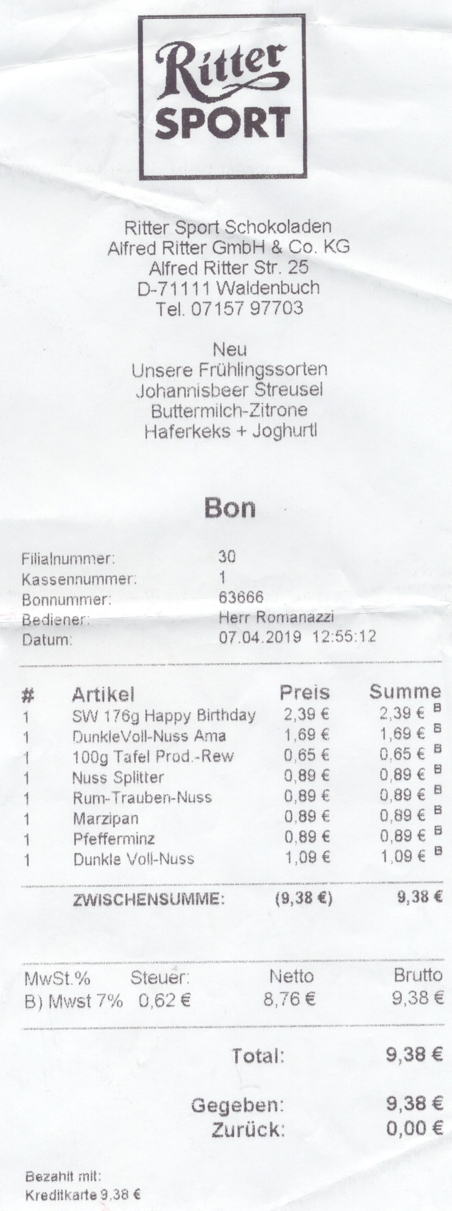 Ritter
SPORT
Ritter Sport Schokoladen
Alfred Ritter GmbH & Co. KG
Alfred Ritter Str. 25
D-71111 Waldenbuch
Tel. 07157 97703
Neu
Unsere Frühlingssorten
Johannisbeer Streusel
Buttermilch-Zitrone
Haferkeks + Joghurtl
Bon
Filialnummer: 30
Kassennummer: 1
Bonnummer: 63666
Bediener: Herr Romanazzi
Datum: 07.04.2019 12:55:12
# Artikel Preis Summe
1 SW 176g Happy Birthday 2,39 € 2,39 € B
1 DunkleVoll-Nuss Ama 1,69 € 1,69 € B
1 100g Tafel Prod.-Rew 0,65 € 0,65 € B
1 Nuss Splitter 0,89 € 0,89 € B
1 Rum-Trauben-Nuss 0,89 € 0,89 € B
1 Marzipan 0,89 € 0,89 € B
1 Pfefferminz 0,89 € 0,89 € B
1 Dunkle Voll-Nuss 1,09 € 1,09 € B
ZWISCHENSUMME: (9,38 €) 9,38 €
MwSt.% Steuer: Netto Brutto
B) Mwst 7% 0,62 € 8,76 € 9,38 €
Total: 9,38 €
Gegeben: 9,38 €
Zurück: 0,00 €
Bezahlt mit:
Kreditkarte 9,38 €